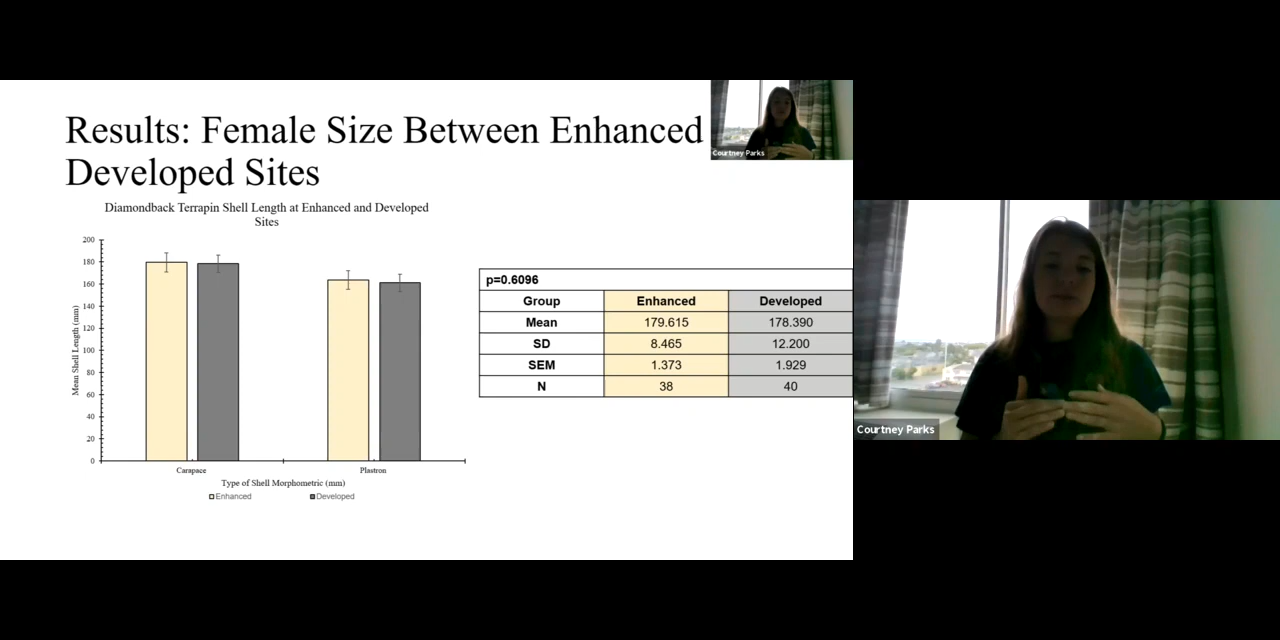 Results: Female Size Between Enhanced
Developed Sites
Courtney Parks
Diamondback Terrapin Shell Length at Enhanced and Developed
Sites
200
180
160
140
120
100
80
60
40
20
0
Mean Shell Length (mm)
Carapace
Plastron
Type of Shell Morphometric (mm)
Enhanced
Developed
p=0.6096
Group Enhanced Developed
Mean 179.615 178.390
SD 8.465 12.200
SEM 1.373 1.929
N 38 40
Courtney Parks